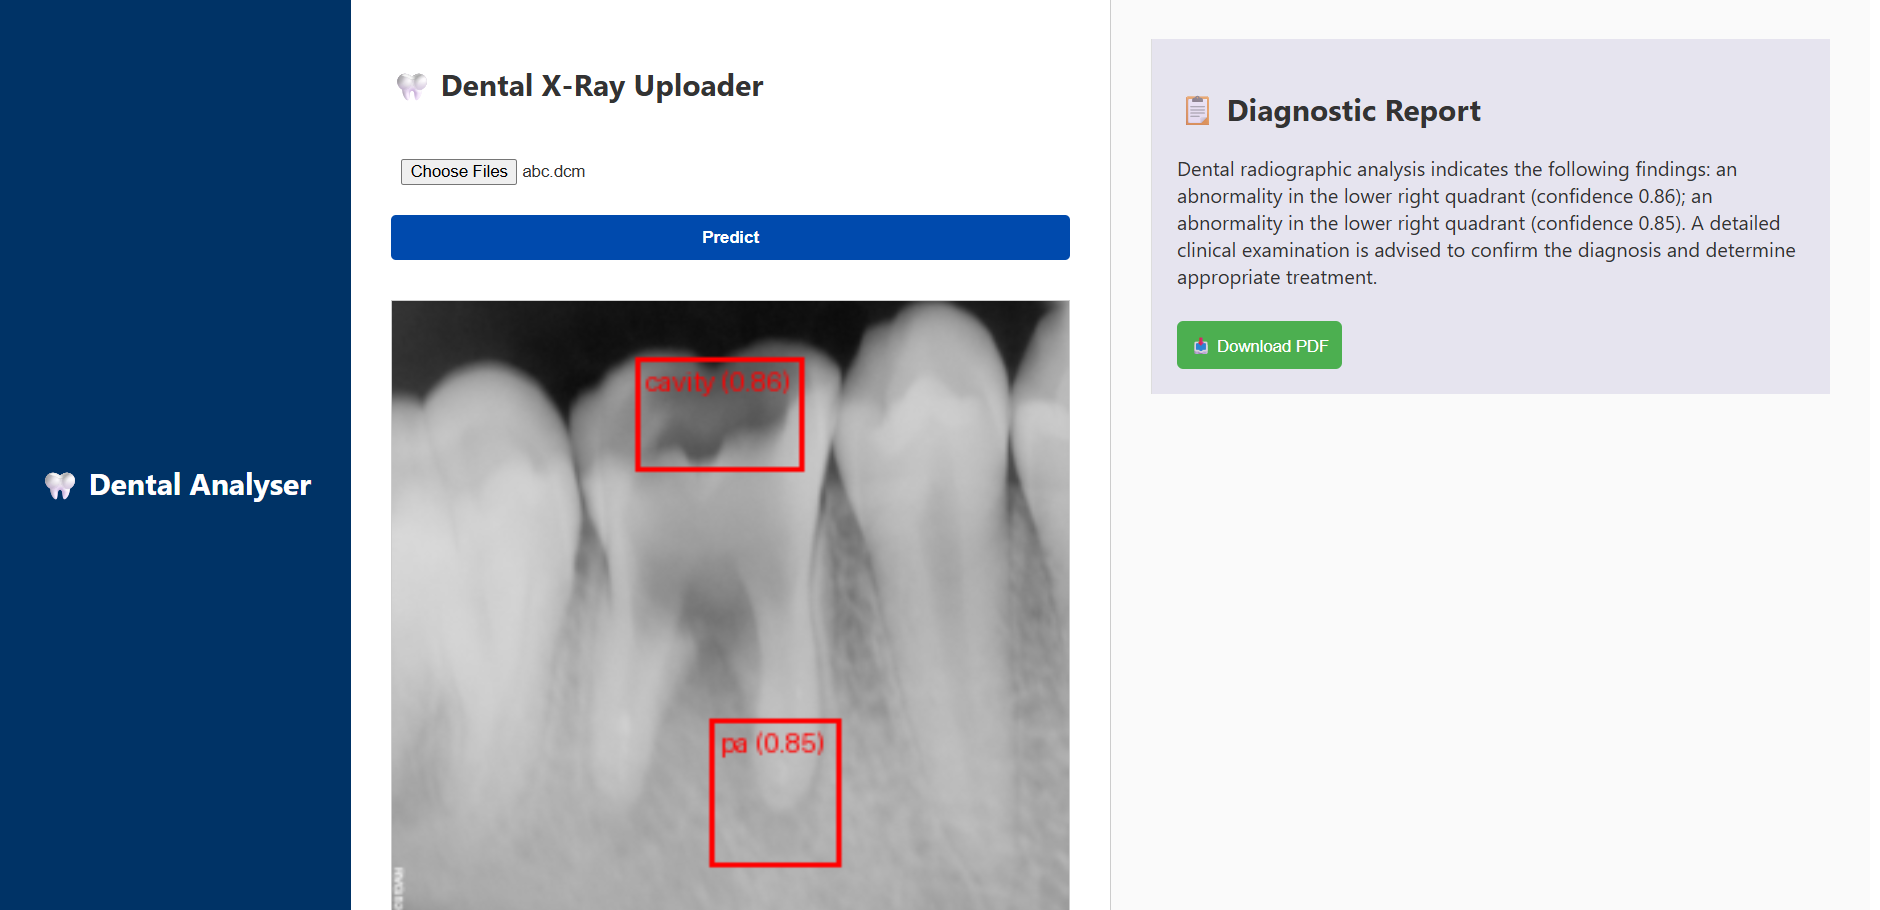 Dental Analyser
Dental X-Ray Uploader
Choose Files abc.dcm
Predict
cavity (0.86)
pa (0.85)
Diagnostic Report
Dental radiographic analysis indicates the following findings: an
abnormality in the lower right quadrant (confidence 0.86); an
abnormality in the lower right quadrant (confidence 0.85). A detailed
clinical examination is advised to confirm the diagnosis and determine
appropriate treatment.
Download PDF